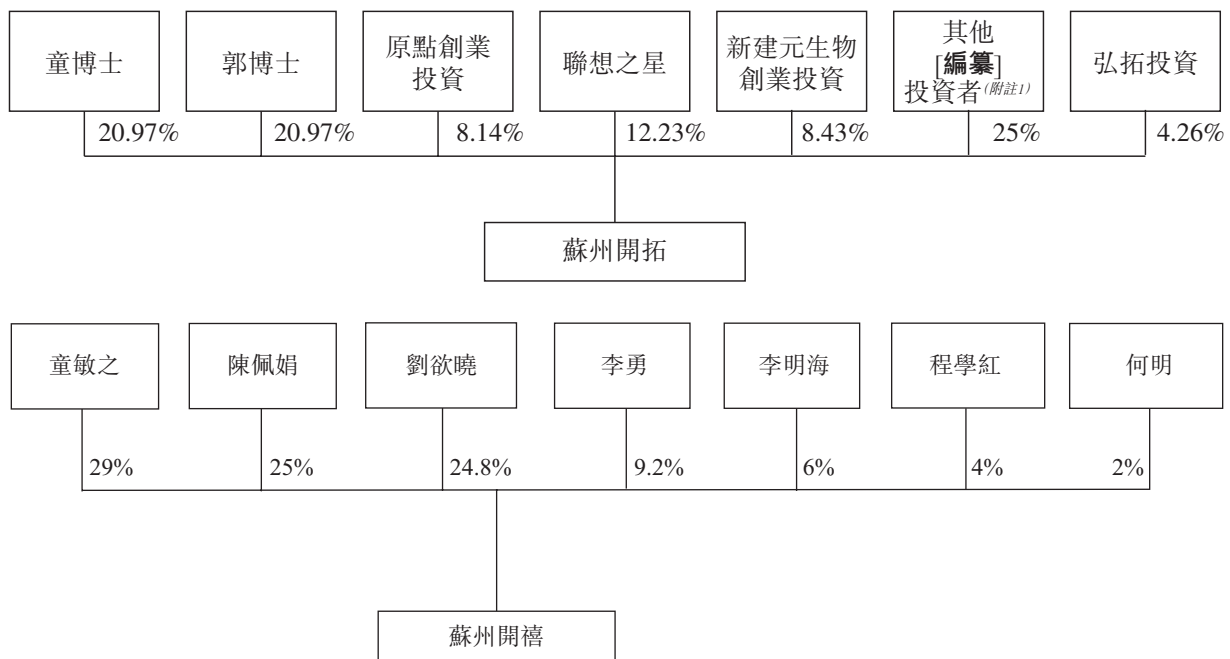 童博士
郭博士
原點創業
投資
聯想之星
新建元生物
創業投資
其他
[編纂]
投資者(附註1)
弘拓投資
20.97%
20.97%
8.14%
12.23%
8.43%
25%
4.26%
蘇州開拓
童敏之
陳佩娟
劉欲曉
李勇
李明海
程學紅
何明
29%
25%
24.8%
9.2%
6%
4%
2%
蘇州開禧